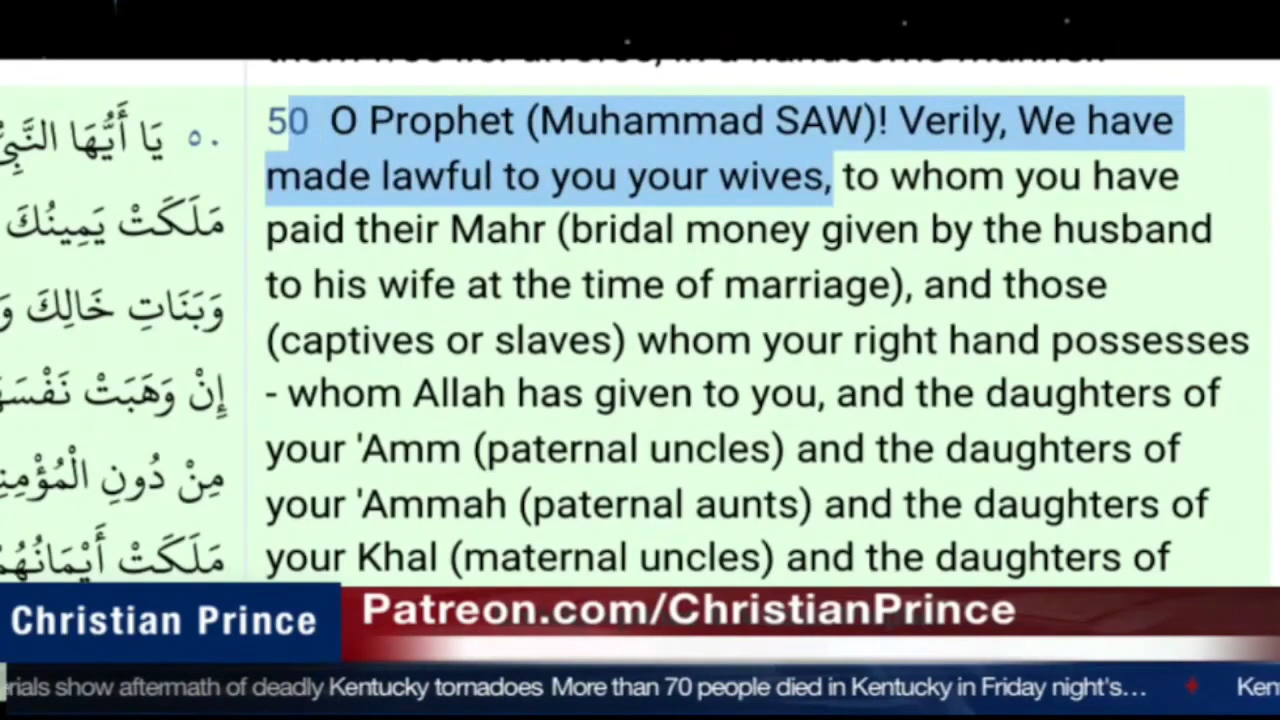 50 O Prophet (Muhammad SAW)! Verily, We have
made lawful to you your wives, to whom you have
paid their Mahr (bridal money given by the husband
to his wife at the time of marriage), and those
(captives or slaves) whom your right hand possesses
- whom Allah has given to you, and the daughters of
your 'Amm (paternal uncles) and the daughters of
your 'Ammah (paternal aunts) and the daughters of
your Khal (maternal uncles) and the daughters of
٥٠ يَا أَيُّهَا النَّبِيُّ
مَلَكَتْ يَمِينُكَ
وَبَنَاتِ خَالِكَ وَ
إِنْ وَهَبَتْ نَفْسَهَا
مِنْ دُونِ الْمُؤْمِنِ
مَلَكَتْ أَيْمَانُهُمْ
Christian Prince
Patreon.com/ChristianPrince
rials show aftermath of deadly Kentucky tornadoes More than 70 people died in Kentucky in Friday night's... Ken